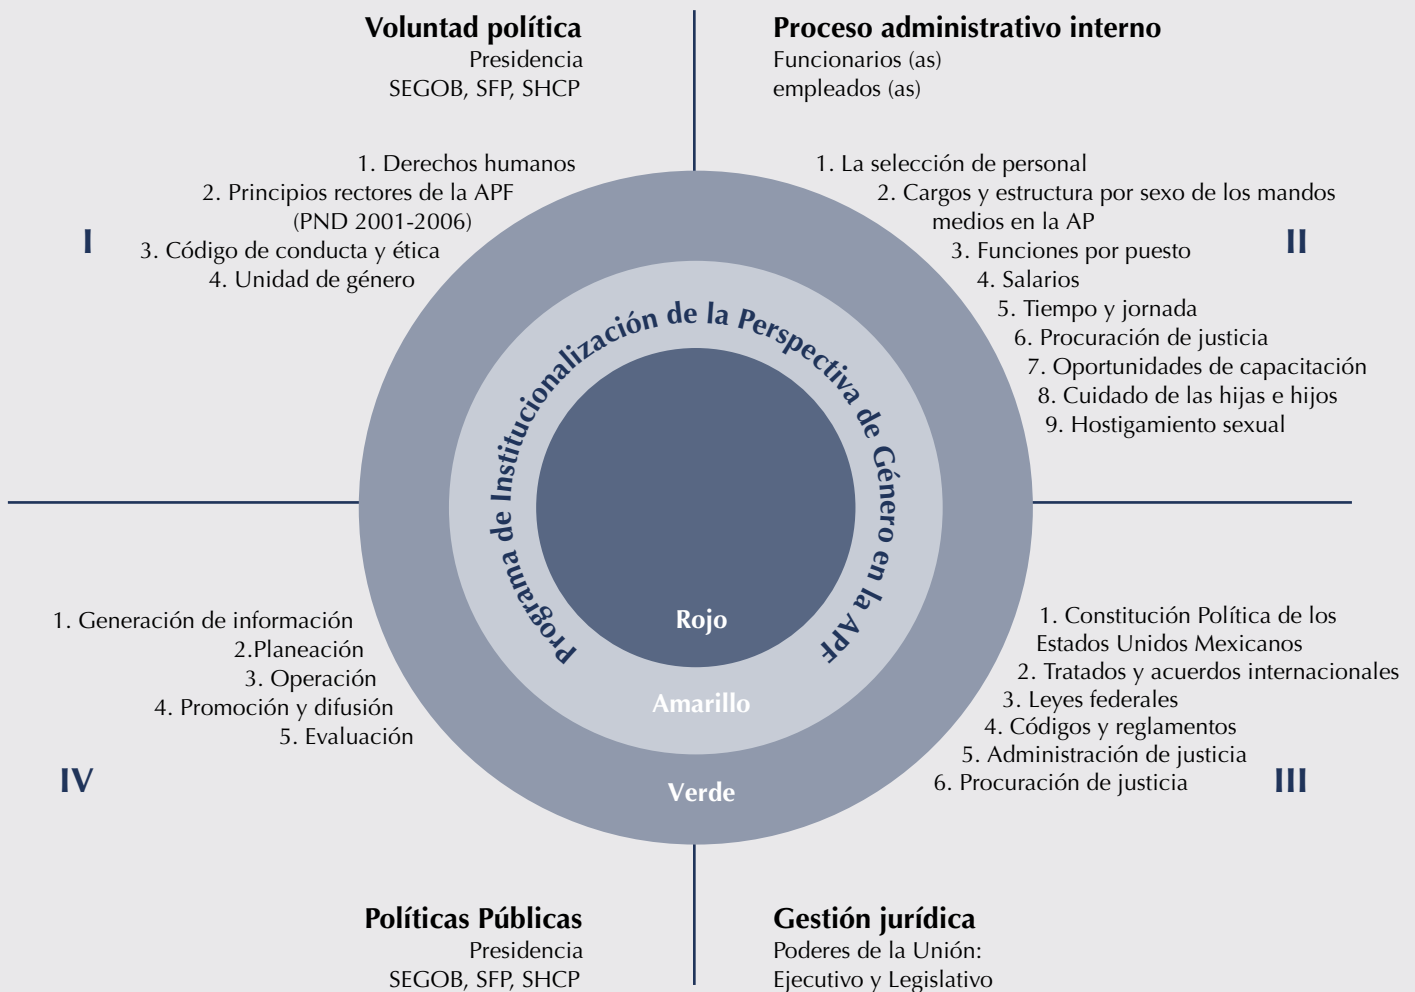 Voluntad política
Presidencia
SEGOB, SFP, SHCP
1. Derechos humanos
2. Principios rectores de la APF
(PND 2001-2006)
3. Código de conducta y ética
4. Unidad de género
I
Proceso administrativo interno
Funcionarios (as)
empleados (as)
1. La selección de personal
2. Cargos y estructura por sexo de los mandos
medios en la AP
3. Funciones por puesto
4. Salarios
5. Tiempo y jornada
6. Procuración de justicia
7. Oportunidades de capacitación
8. Cuidado de las hijas e hijos
9. Hostigamiento sexual
II
Programa de Institucionalización de la Perspectiva de Género en la APF
Rojo
Amarillo
Verde
1. Constitución Política de los
Estados Unidos Mexicanos
2. Tratados y acuerdos internacionales
3. Leyes federales
4. Códigos y reglamentos
5. Administración de justicia
6. Procuración de justicia
III
Gestión jurídica
Poderes de la Unión:
Ejecutivo y Legislativo
1. Generación de información
2.Planeación
3. Operación
4. Promoción y difusión
5. Evaluación
IV
Políticas Públicas
Presidencia
SEGOB, SFP, SHCP